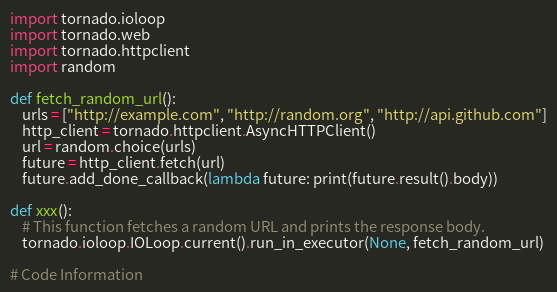 import tornado.ioloop
import tornado.web
import tornado.httpclient
import random
def fetch_random_url():
urls = ["http://example.com", "http://random.org", "http://api.github.com"]
http_client = tornado.httpclient.AsyncHTTPClient()
url = random.choice(urls)
future = http_client.fetch(url)
future.add_done_callback(lambda future: print(future.result().body))
def xxx():
# This function fetches a random URL and prints the response body.
tornado.ioloop.IOLoop.current().run_in_executor(None, fetch_random_url)
# Code Information